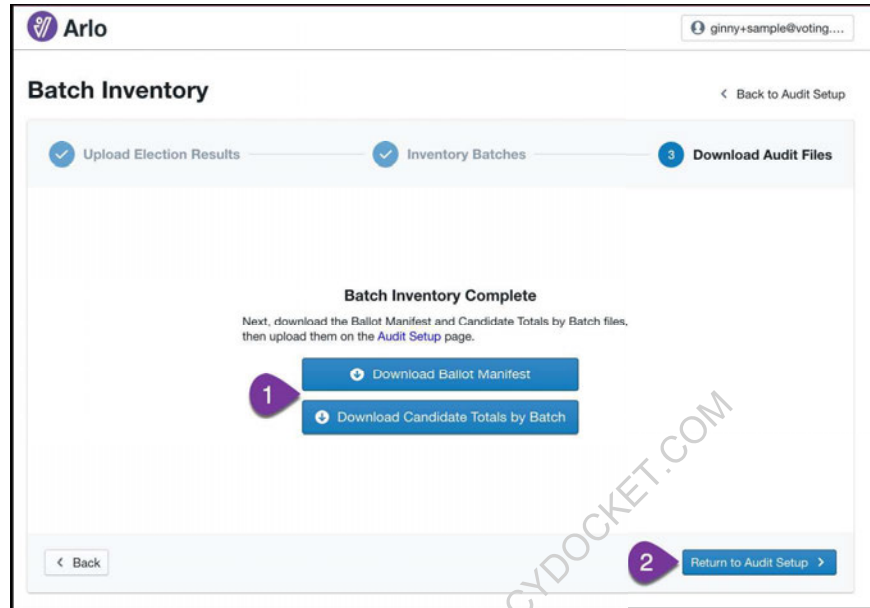 Arlo
ginny+sample@voting....
Batch Inventory
< Back to Audit Setup
Upload Election Results
Inventory Batches
3 Download Audit Files
Batch Inventory Complete
Next, download the Ballot Manifest and Candidate Totals by Batch files,
then upload them on the Audit Setup page.
1
Download Ballot Manifest
Download Candidate Totals by Batch
CYDOCKET.COM
< Back
2
Return to Audit Setup >